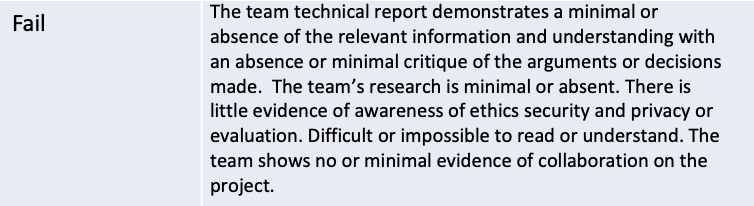 Fail
The team technical report demonstrates a minimal or
absence of the relevant information and understanding with
an absence or minimal critique of the arguments or decisions
made.  The team’s research is minimal or absent. There is
little evidence of awareness of ethics security and privacy or
evaluation. Difficult or impossible to read or understand. The
team shows no or minimal evidence of collaboration on the
project.